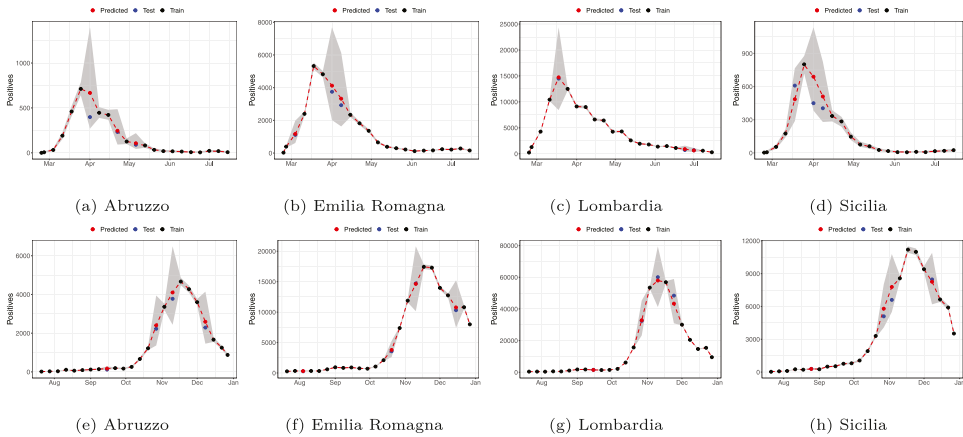 Predicted Test Train
Predicted Test Train
Predicted Test Train
Predicted Test Train
Positives
1000
500
0
Mar Apr May Jun Jul
Positives
8000
6000
4000
2000
0
Mar Apr May Jun Jul
Positives
25000
20000
15000
10000
5000
0
Mar Apr May Jun Jul
Positives
900
600
300
0
Mar Apr May Jun Jul
(a) Abruzzo
(b) Emilia Romagna
(c) Lombardia
(d) Sicilia
Predicted Test Train
Predicted Test Train
Predicted Test Train
Predicted Test Train
Positives
6000
4000
2000
0
Aug Sep Oct Nov Dec Jan
Positives
20000
15000
10000
5000
0
Aug Sep Oct Nov Dec Jan
Positives
80000
60000
40000
20000
0
Aug Sep Oct Nov Dec Jan
Positives
12000
9000
6000
3000
0
Aug Sep Oct Nov Dec Jan
(e) Abruzzo
(f) Emilia Romagna
(g) Lombardia
(h) Sicilia